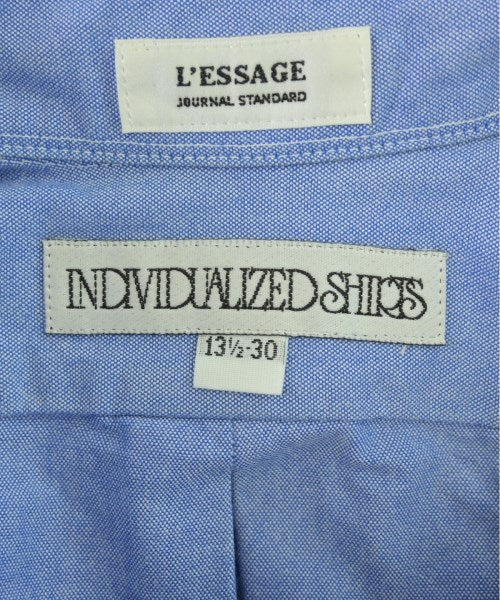 L'ESSAGE
JOURNAL STANDARD
INDIVIDUALIZED SHIRTS
13½-30